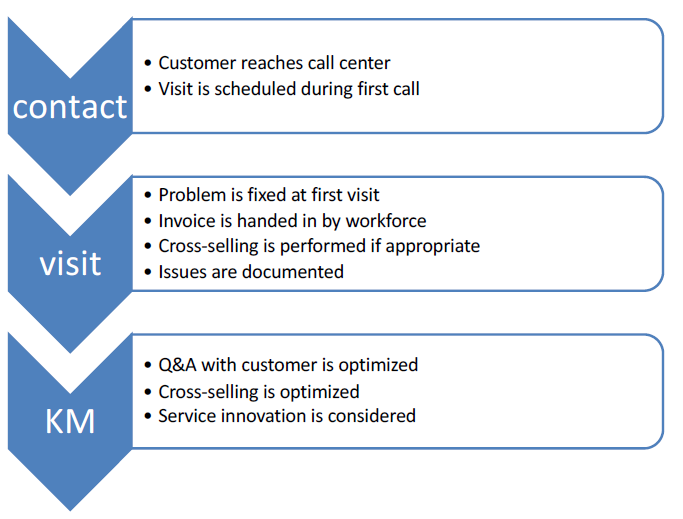 contact
• Customer reaches call center
• Visit is scheduled during first call
visit
• Problem is fixed at first visit
• Invoice is handed in by workforce
• Cross-selling is performed if appropriate
• Issues are documented
KM
• Q&A with customer is optimized
• Cross-selling is optimized
• Service innovation is considered